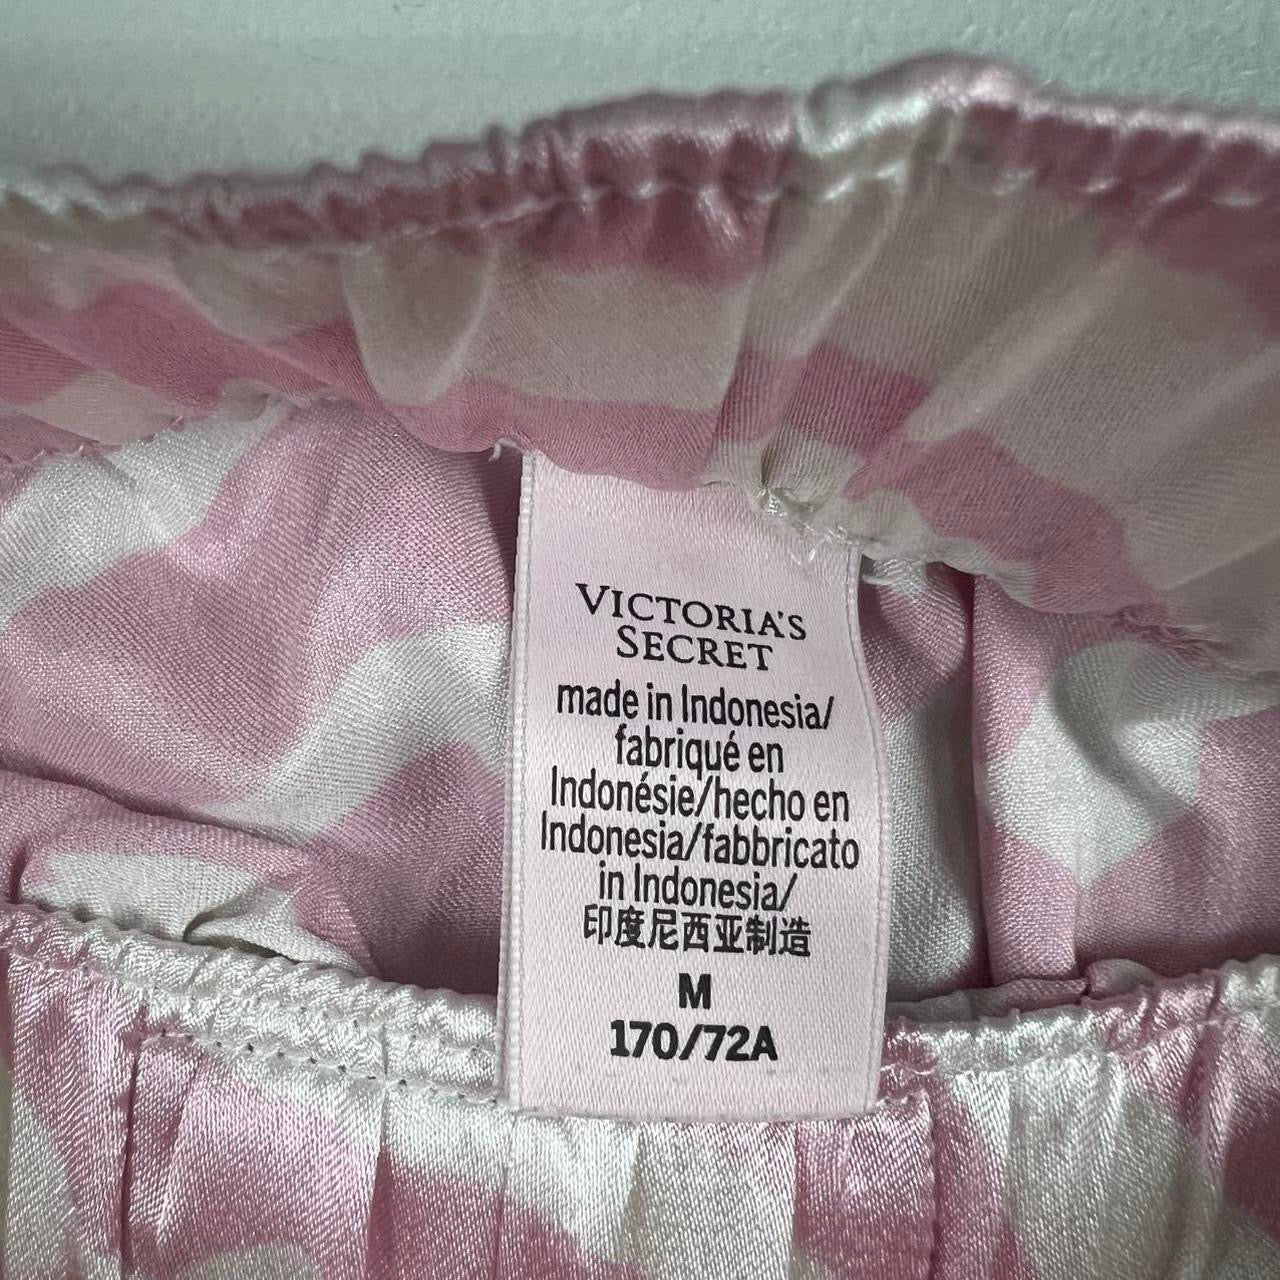 VICTORIA'S
SECRET
made in Indonesia/
fabriqué en
Indonésie/hecho en
Indonesia/fabbricato
in Indonesia/
印度尼西亚制造
M
170/72A